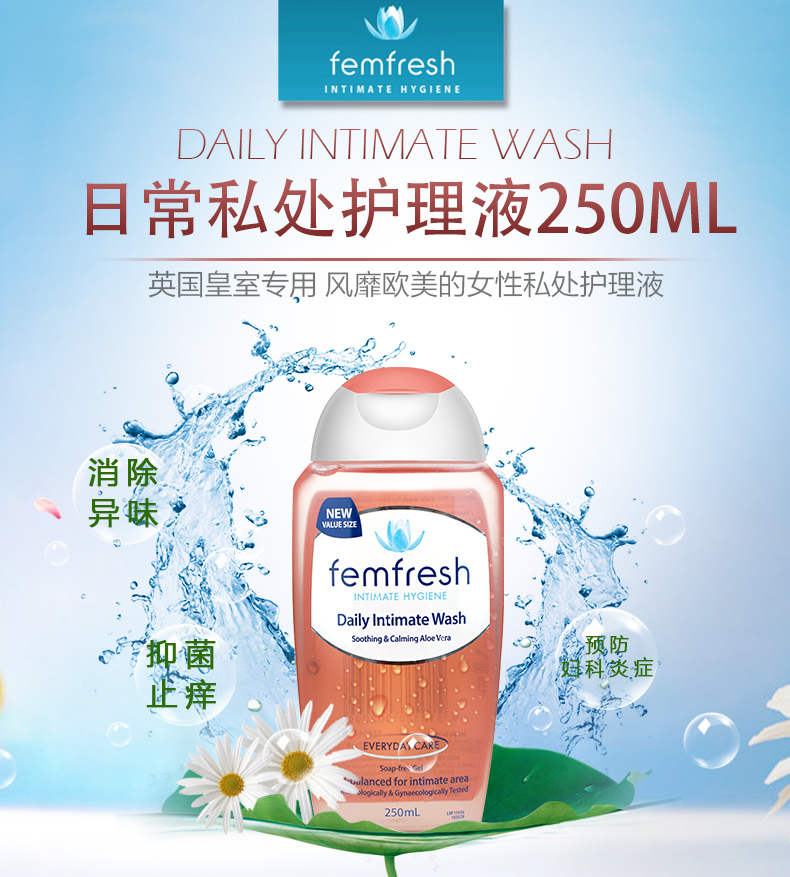 femfresh
INTIMATE HYGIENE
DAILY INTIMATE WASH
日常私处护理液250ML
英国皇室专用 风靡欧美的女性私处护理液
消除
异味
NEW
VALUE SIZE
femfresh
INTIMATE HYGIENE
Daily Intimate Wash
Soothing & Calming Aloe Vera
抑菌
止痒
预防
妇科炎症
EVERYDAY CARE
Soap-free Gel
balanced for intimate area
& Gynaecologically Tested
250mL